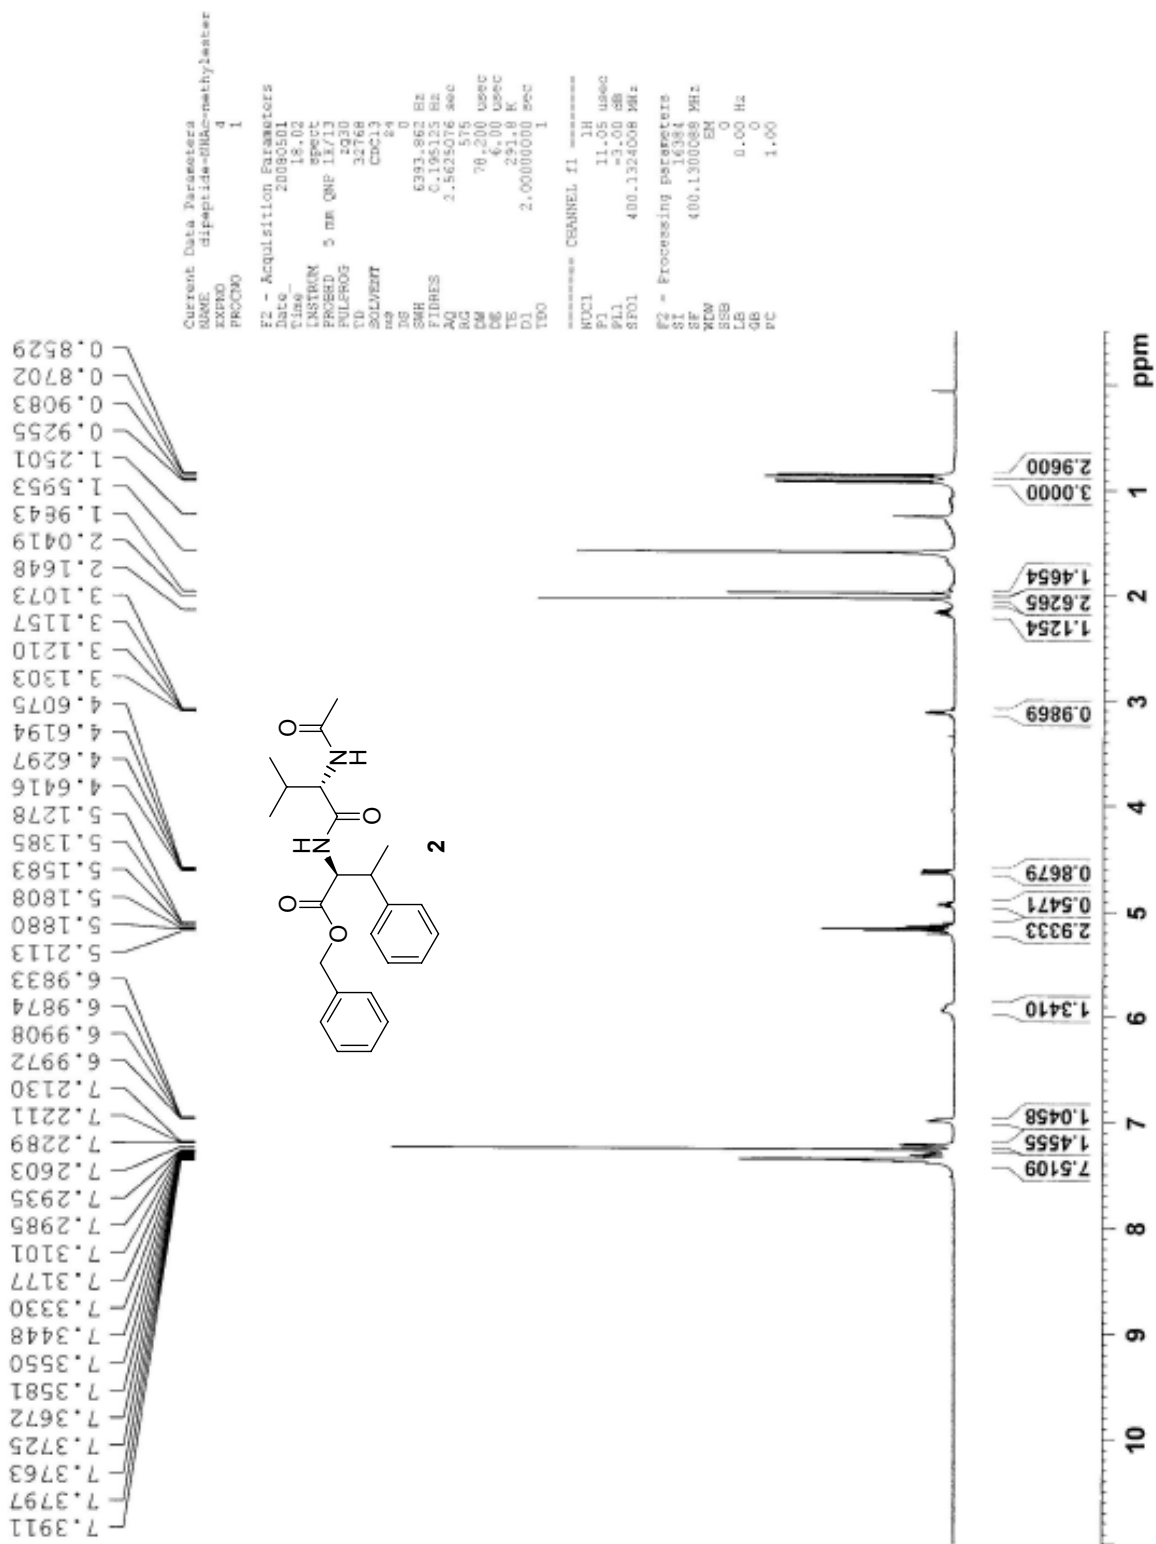 Current Data Parameters
NAME dipeptide-NHAc-methylester
EXPNO 4
PROCNO 1
F2 - Acquisition Parameters
Date_ 20080501
Time 18.02
INSTRUM spect
PROBHD 5 mm QNP 1H/13
PULPROG zg30
TD 32768
SOLVENT CDCl3
NS 24
DS 0
SWH 6393.862 Hz
FIDRES 0.195125 Hz
AQ 2.5625076 sec
RG 575
DW 78.200 usec
DE 6.00 usec
TE 291.8 K
D1 2.00000000 sec
TD0 1
======== CHANNEL f1 ========
NUC1 1H
P1 11.05 usec
PL1 -3.00 dB
SFO1 400.1324008 MHz
F2 - Processing parameters
SI 16384
SF 400.1300088 MHz
WDW EM
SSB 0
LB 0.00 Hz
GB 0
PC 1.00
7.3911
7.3797
7.3763
7.3725
7.3672
7.3581
7.3550
7.3448
7.3330
7.3177
7.3101
7.2985
7.2935
7.2603
7.2289
7.2211
7.2130
6.9972
6.9908
6.9874
6.9833
5.2113
5.1880
5.1808
5.1583
5.1385
5.1278
4.6416
4.6297
4.6194
4.6075
3.1303
3.1210
3.1157
3.1073
2.1648
2.0419
1.9843
1.5953
1.2501
0.9255
0.9083
0.8702
0.8529
O
O
H
N
O
N
H
O
2
7.5109
1.4555
1.0458
1.3410
2.9333
0.5471
0.8679
0.9869
1.1254
2.6265
1.4654
3.0000
2.9600
10 9 8 7 6 5 4 3 2 1 ppm